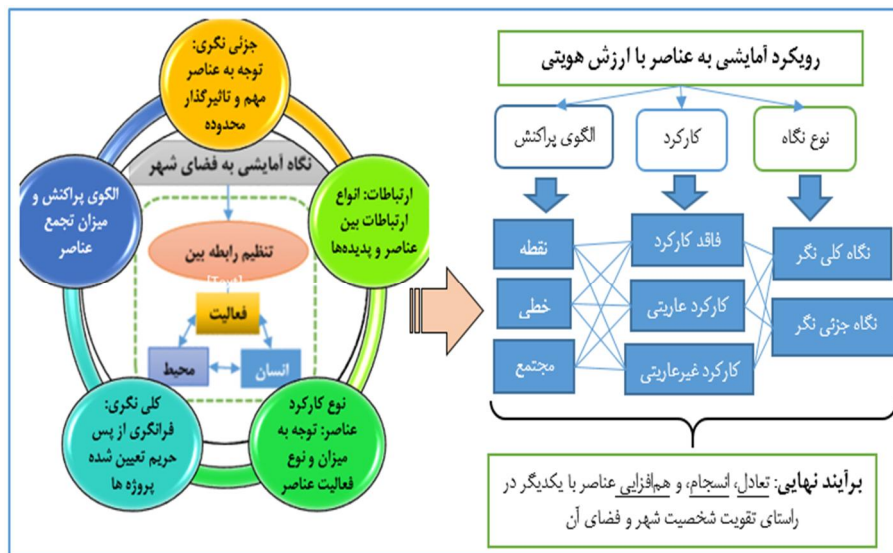 رویکرد آمایشی به عناصر با ارزش هویتی
نوع نگاه
کارکرد
الگوی پراکنش
نگاه کلی نگر
نگاه جزئی نگر
فاقد کارکرد
کارکرد عاریتی
کارکرد غیرعاریتی
نقطه
خطی
مجتمع
برآیند نهایی: تعادل، انسجام، و هم‌افزایی عناصر با یکدیگر در
راستای تقویت شخصیت شهر و فضای آن
جزئی نگری:
توجه به عناصر
مهم و تاثیرگذار
محدوده
ارتباطات: انواع
ارتباطات بین
عناصر و پدیده‌ها
نوع کارکرد
عناصر: توجه به
میزان و نوع
فعالیت عناصر
کلی نگری:
فرانگری از پس
حریم تعیین شده
پروژه ها
الگوی پراکنش و
میزان تجمع
عناصر
نگاه آمایشی به فضای شهر
تنظیم رابطه بین
[Text]
فعالیت
انسان
محیط